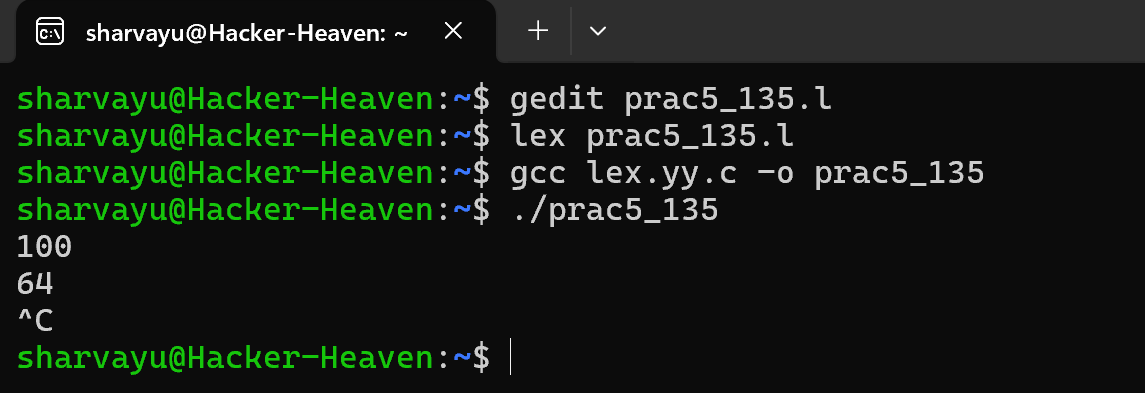 sharvayu@Hacker-Heaven: ~
sharvayu@Hacker-Heaven:~$ gedit prac5_135.l
sharvayu@Hacker-Heaven:~$ lex prac5_135.l
sharvayu@Hacker-Heaven:~$ gcc lex.yy.c -o prac5_135
sharvayu@Hacker-Heaven:~$ ./prac5_135
100
64
^C
sharvayu@Hacker-Heaven:~$